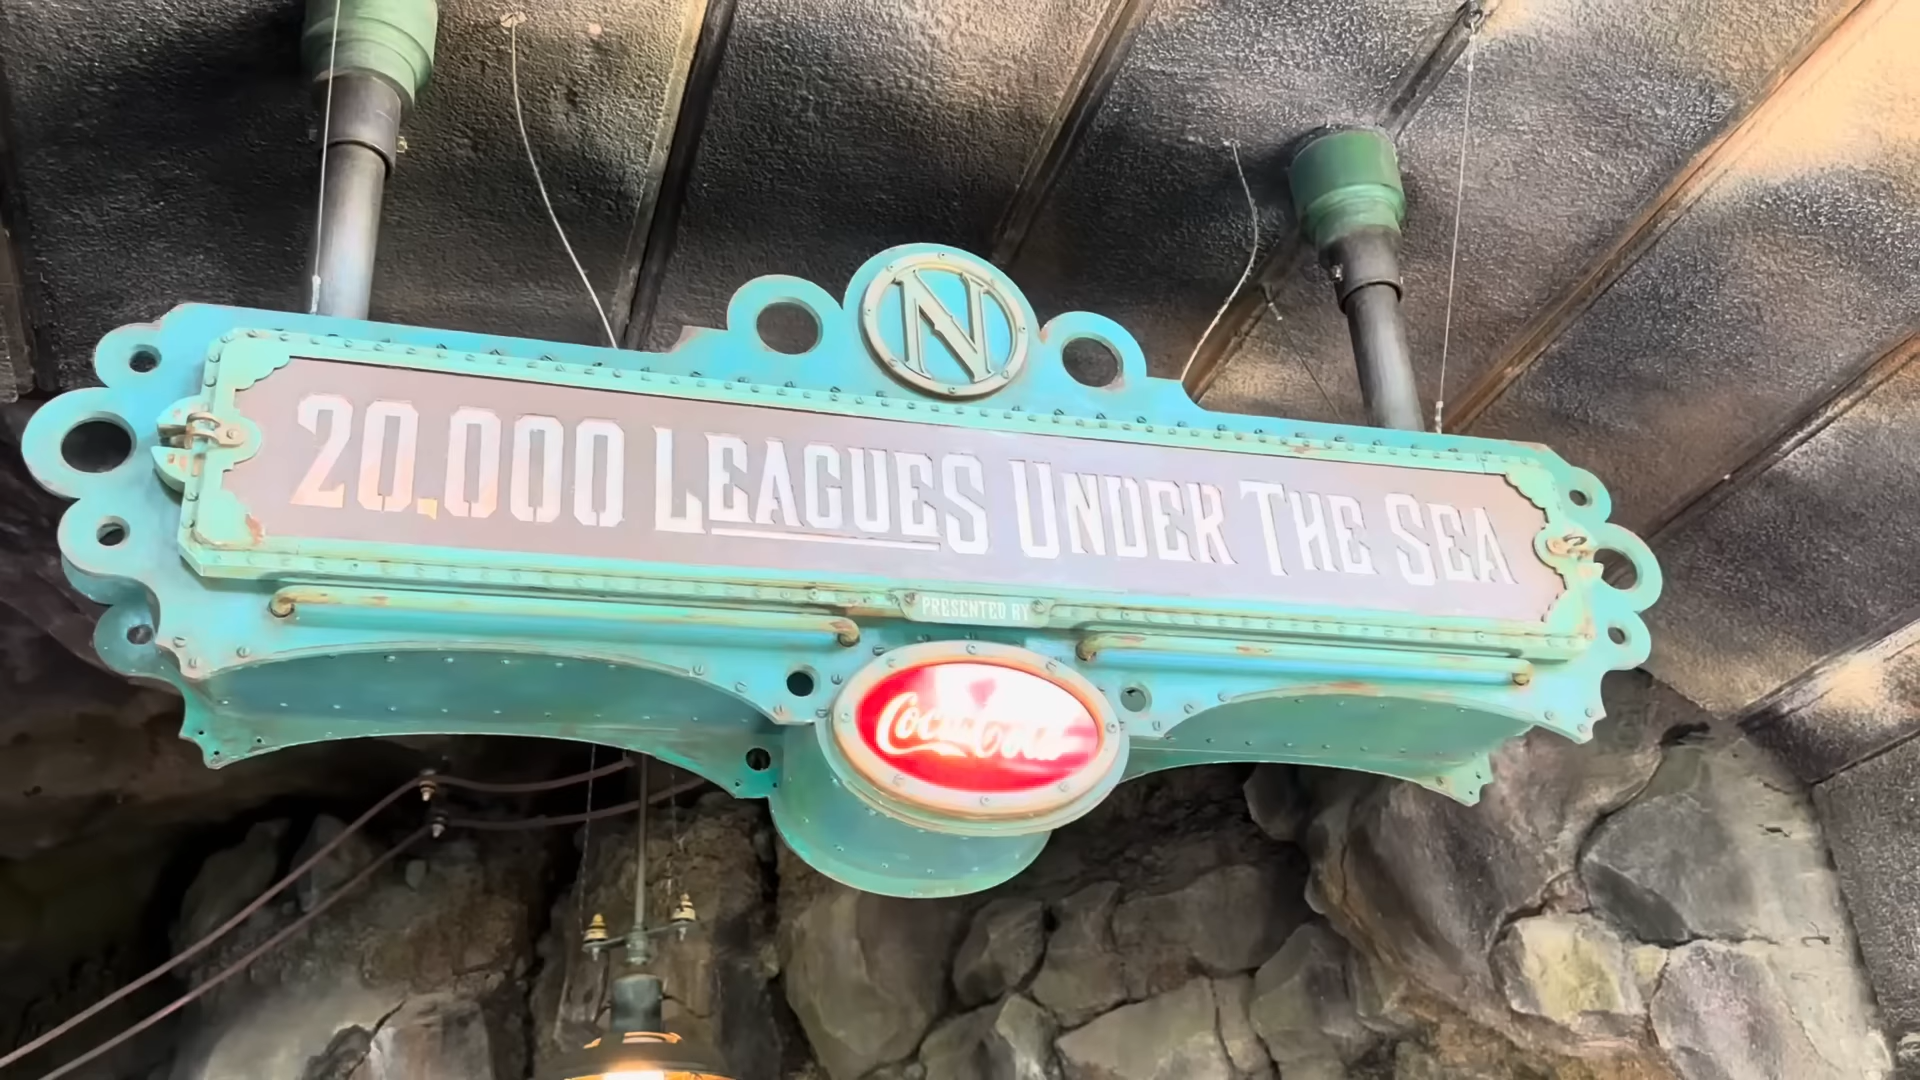 N
20.000 LEAGUES UNDER THE SEA
PRESENTED BY
Coca-Cola